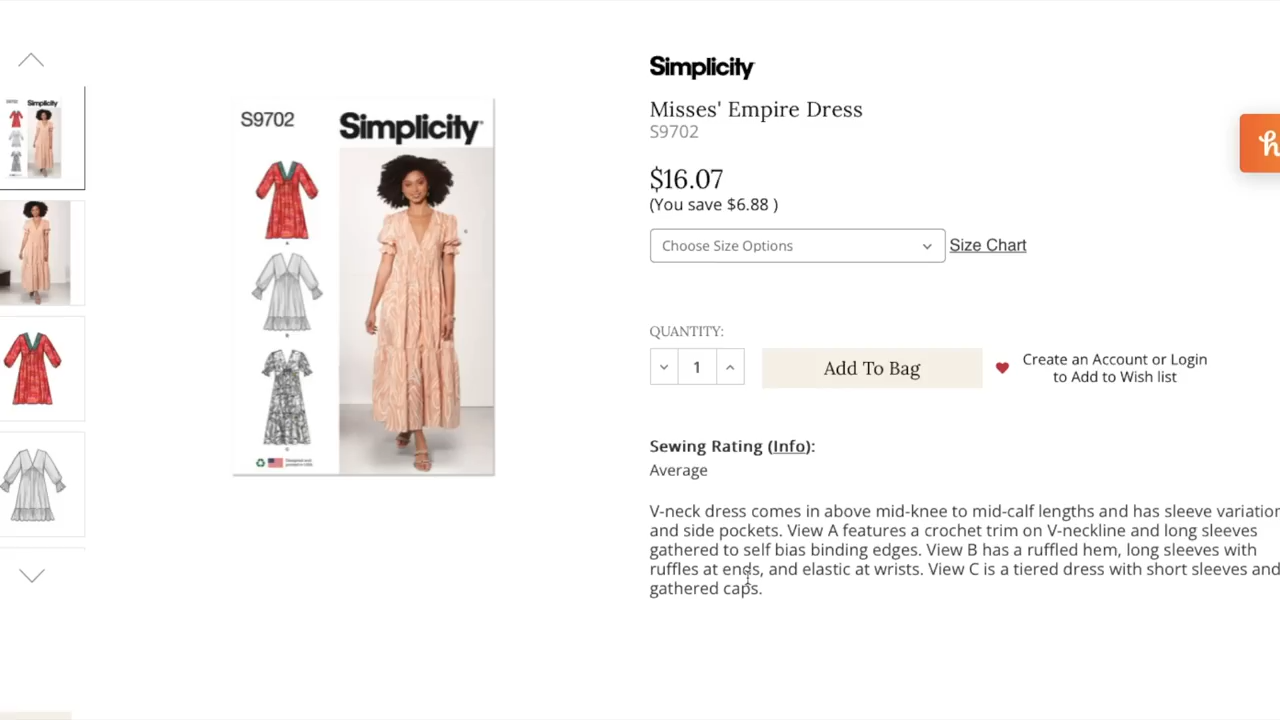 Simplicity
Misses' Empire Dress
S9702
$16.07
(You save $6.88 )
Choose Size Options
Size Chart
QUANTITY:
1
Add To Bag
Create an Account or Login
to Add to Wish list
Sewing Rating (Info):
Average
V-neck dress comes in above mid-knee to mid-calf lengths and has sleeve variation
and side pockets. View A features a crochet trim on V-neckline and long sleeves
gathered to self bias binding edges. View B has a ruffled hem, long sleeves with
ruffles at ends, and elastic at wrists. View C is a tiered dress with short sleeves and
gathered caps.
S9702
Simplicity
Simplicity
h